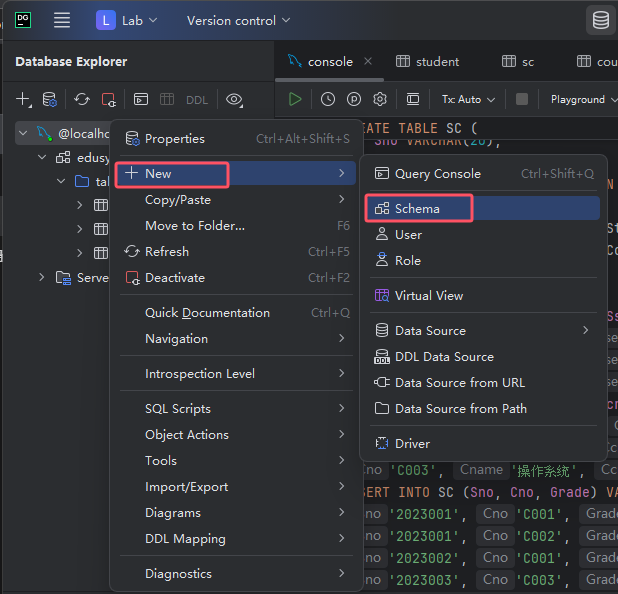 DG
L Lab Version control
Database Explorer console student sc cou
DDL Tx: Auto Playground
@localho
edusy
tal
Serve
Properties Ctrl+Alt+Shift+S
New
Copy/Paste
Move to Folder... F6
Refresh Ctrl+F5
Deactivate Ctrl+F2
Quick Documentation Ctrl+Q
Navigation
Introspection Level
SQL Scripts
Object Actions
Tools
Import/Export
Diagrams
DDL Mapping
Diagnostics
Query Console Ctrl+Shift+Q
Schema
User
Role
Virtual View
Data Source
DDL Data Source
Data Source from URL
Data Source from Path
Driver
EATE TABLE SC (
Sno VARCHAR(20),
no 'C003', Cname '操作系统', Cc
SERT INTO SC (Sno, Cno, Grade) VA
no '2023001', Cno 'C001', Grade
no '2023001', Cno 'C002', Grade
no '2023002', Cno 'C001', Grade
no '2023003', Cno 'C003', Grade